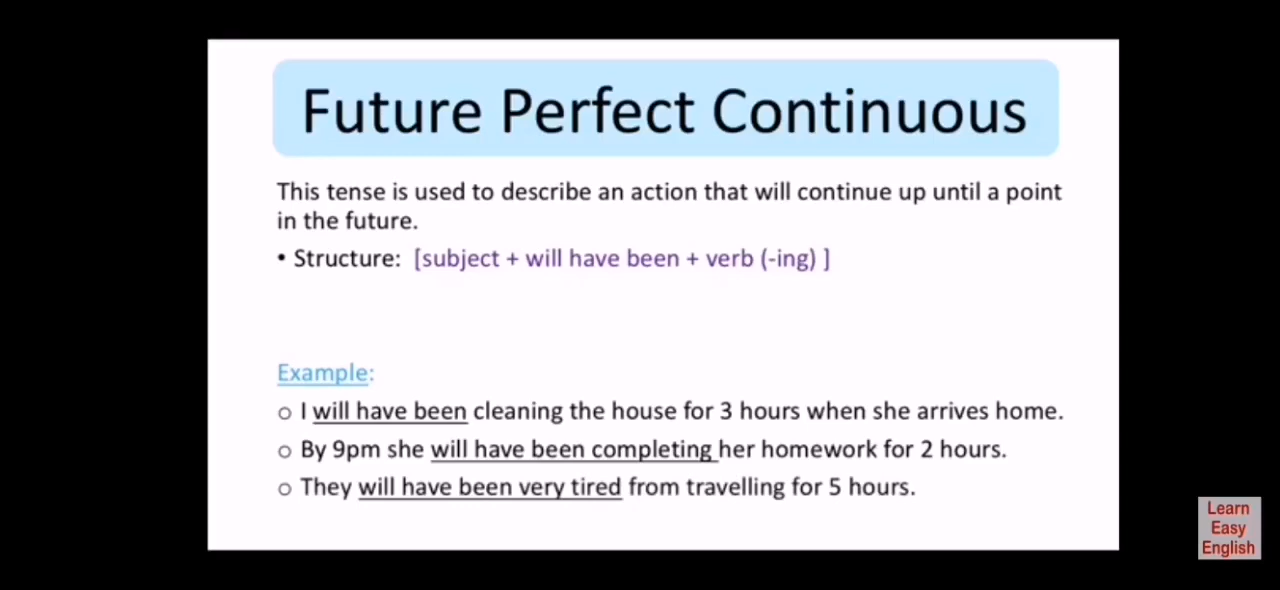 Future Perfect Continuous
This tense is used to describe an action that will continue up until a point
in the future.
• Structure: [subject + will have been + verb (-ing) ]
Example:
o I will have been cleaning the house for 3 hours when she arrives home.
o By 9pm she will have been completing her homework for 2 hours.
o They will have been very tired from travelling for 5 hours.
Learn
Easy
English